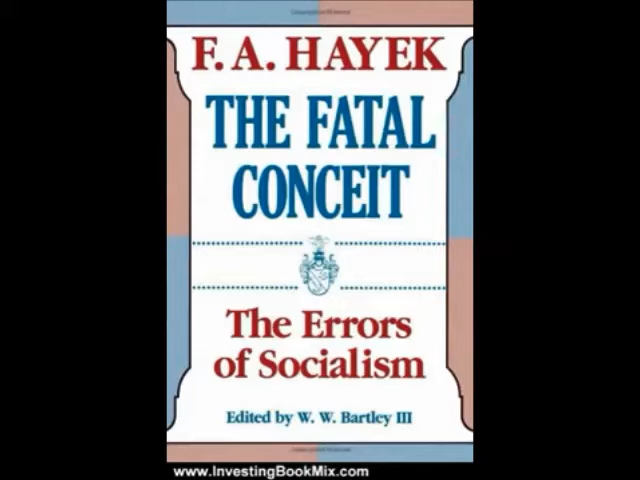 F. A. HAYEK
THE FATAL
CONCEIT
The Errors
of Socialism
Edited by W. W. Bartley III
www.InvestingBookMix.com